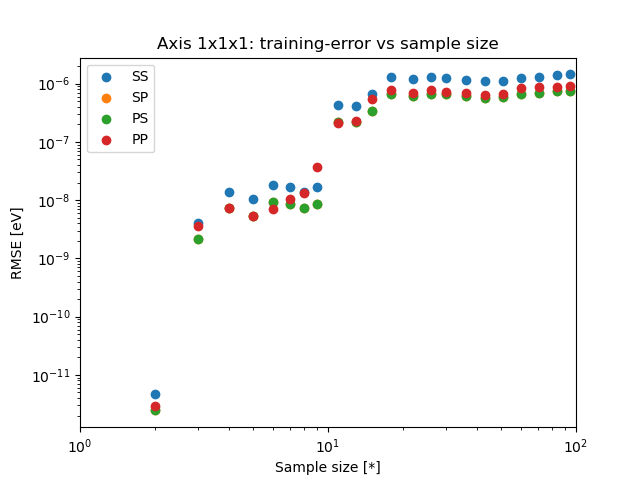 Axis 1x1x1: training-error vs sample size
SS
SP
PS
PP
RMSE [eV]
10⁻⁶
10⁻⁷
10⁻⁸
10⁻⁹
10⁻¹⁰
10⁻¹¹
10⁰
10¹
10²
Sample size [*]